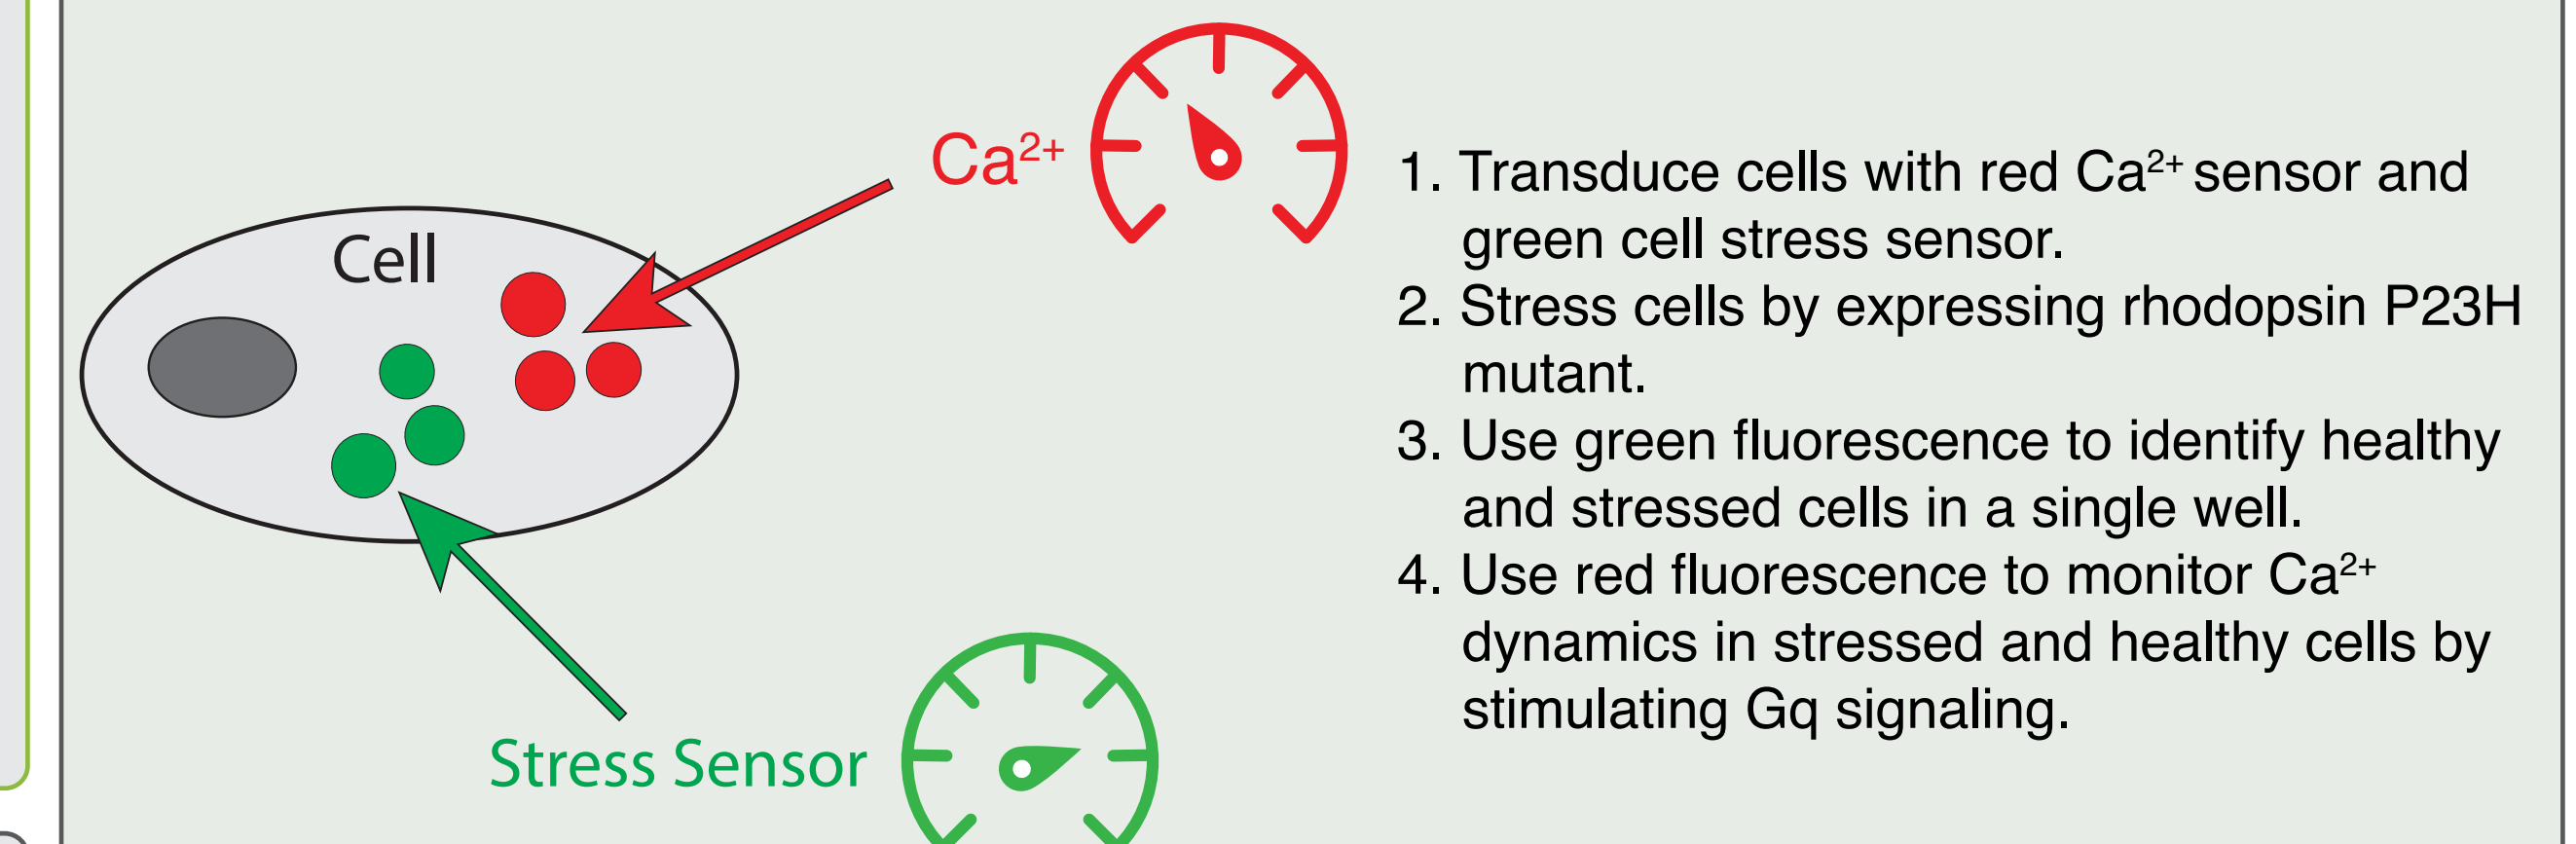 Cell
Ca²⁺
Stress Sensor
1. Transduce cells with red Ca²⁺ sensor and
green cell stress sensor.
2. Stress cells by expressing rhodopsin P23H
mutant.
3. Use green fluorescence to identify healthy
and stressed cells in a single well.
4. Use red fluorescence to monitor Ca²⁺
dynamics in stressed and healthy cells by
stimulating Gq signaling.